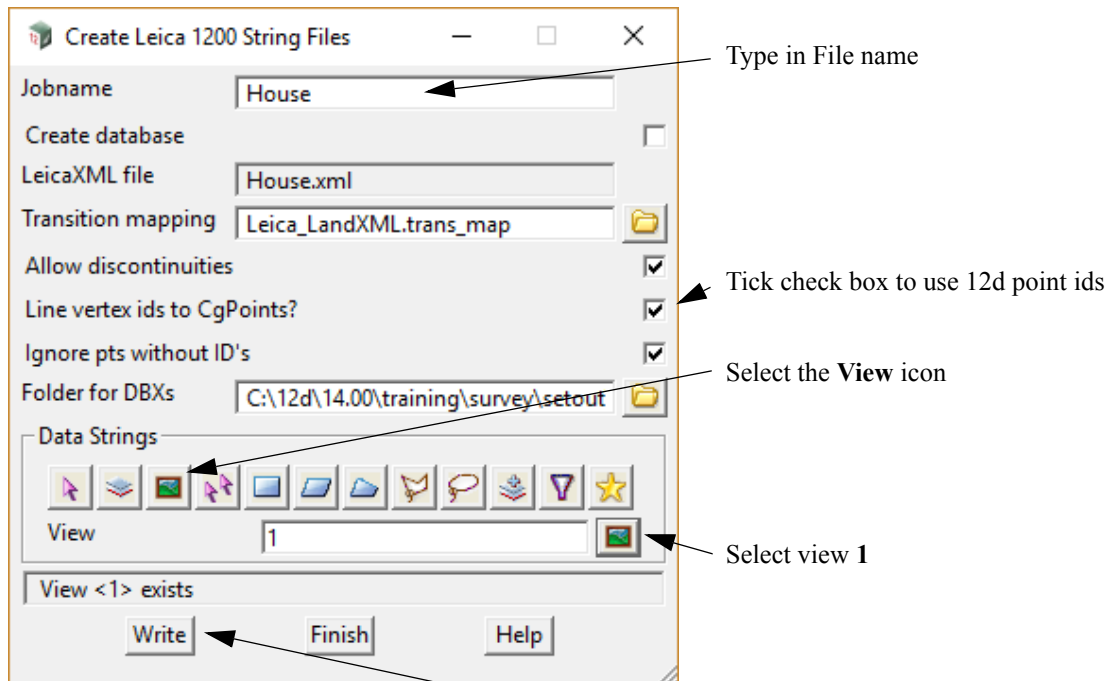 Create Leica 1200 String Files
Type in File name
Jobname House
Create database
LeicaXML file House.xml
Transition mapping Leica_LandXML.trans_map
Allow discontinuities
Tick check box to use 12d point ids
Line vertex ids to CgPoints?
Ignore pts without ID's
Select the View icon
Folder for DBXs C:\12d\14.00\training\survey\setout
Data Strings
View 1
Select view 1
View <1> exists
Write Finish Help